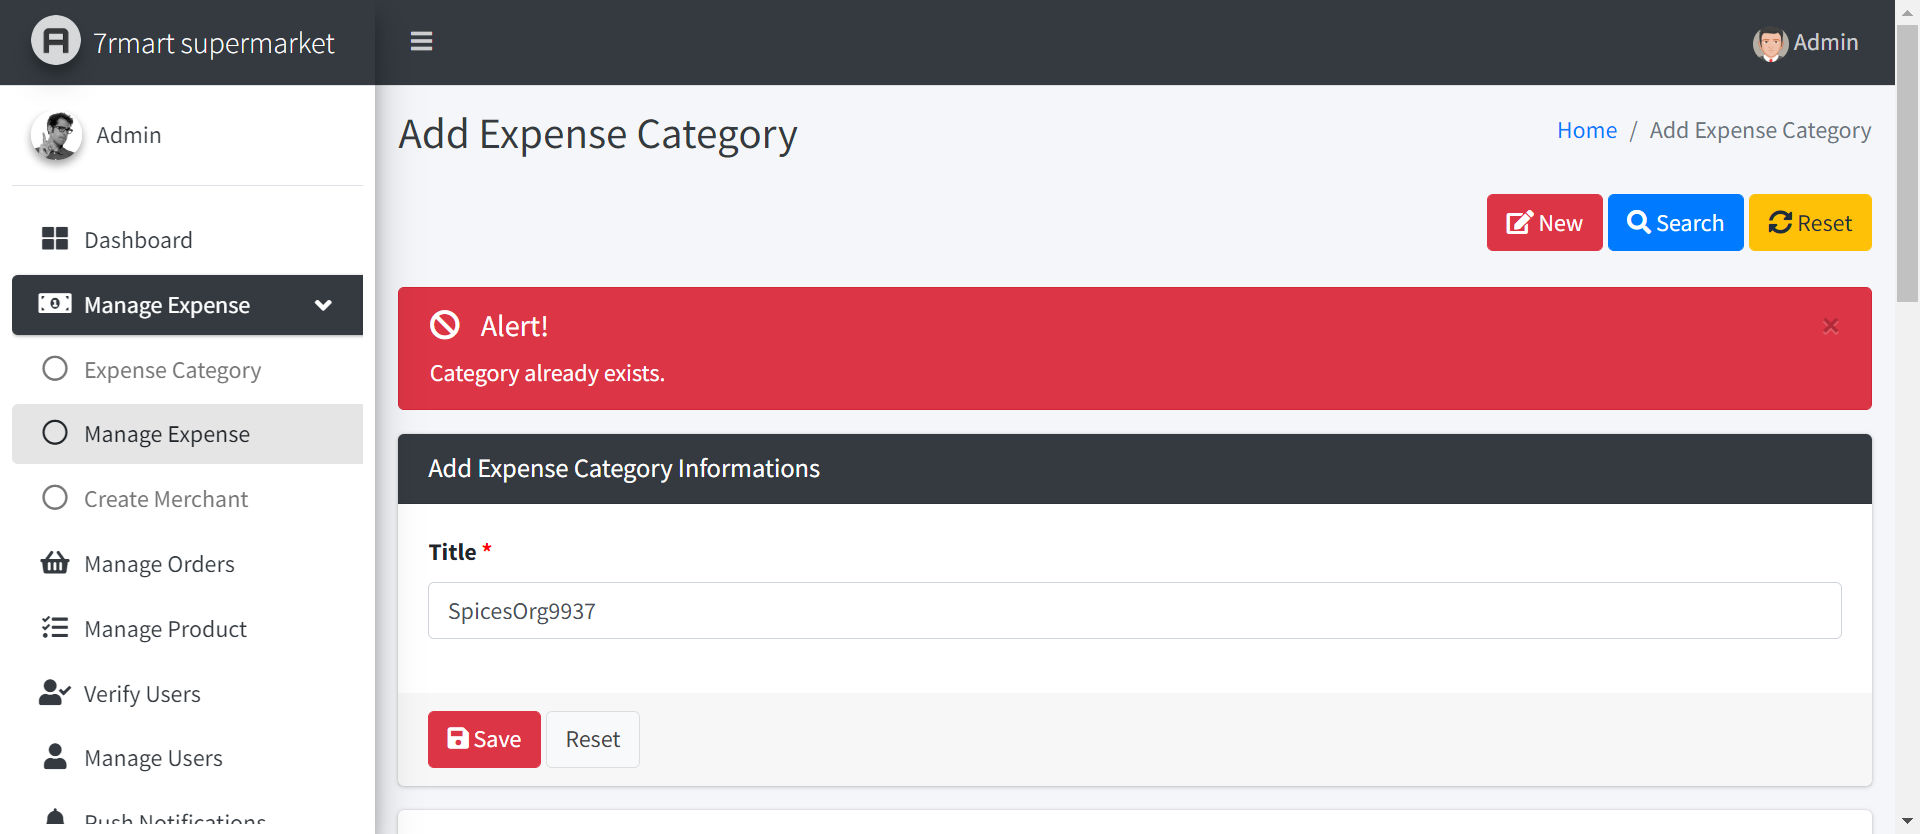 7rmart supermarket
Admin
Admin
Add Expense Category
Home / Add Expense Category
Dashboard
Manage Expense
Expense Category
Manage Expense
Create Merchant
Manage Orders
Manage Product
Verify Users
Manage Users
Push Notifications
New
Search
Reset
Alert!
×
Category already exists.
Add Expense Category Informations
Title *
SpicesOrg9937
Save
Reset